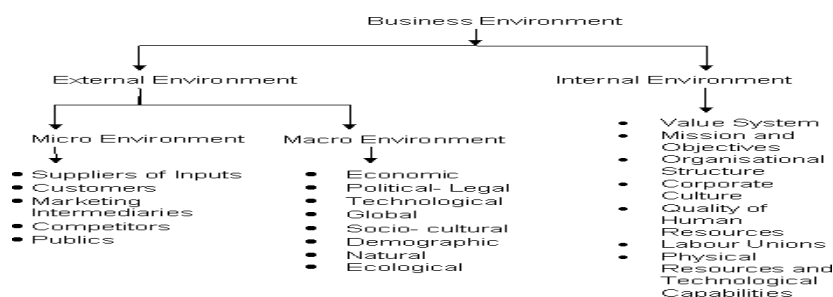 Business Environment
External Environment
Internal Environment
Micro Environment
Macro Environment
• Suppliers of Inputs
• Customers
• Marketing
Intermediaries
• Competitors
• Publics
• Economic
• Political- Legal
• Technological
• Global
• Socio- cultural
• Demographic
• Natural
• Ecological
• Value System
• Mission and
Objectives
• Organisational
Structure
• Corporate
Culture
• Quality of
Human
Resources
• Labour Unions
• Physical
Resources and
Technological
Capabilities